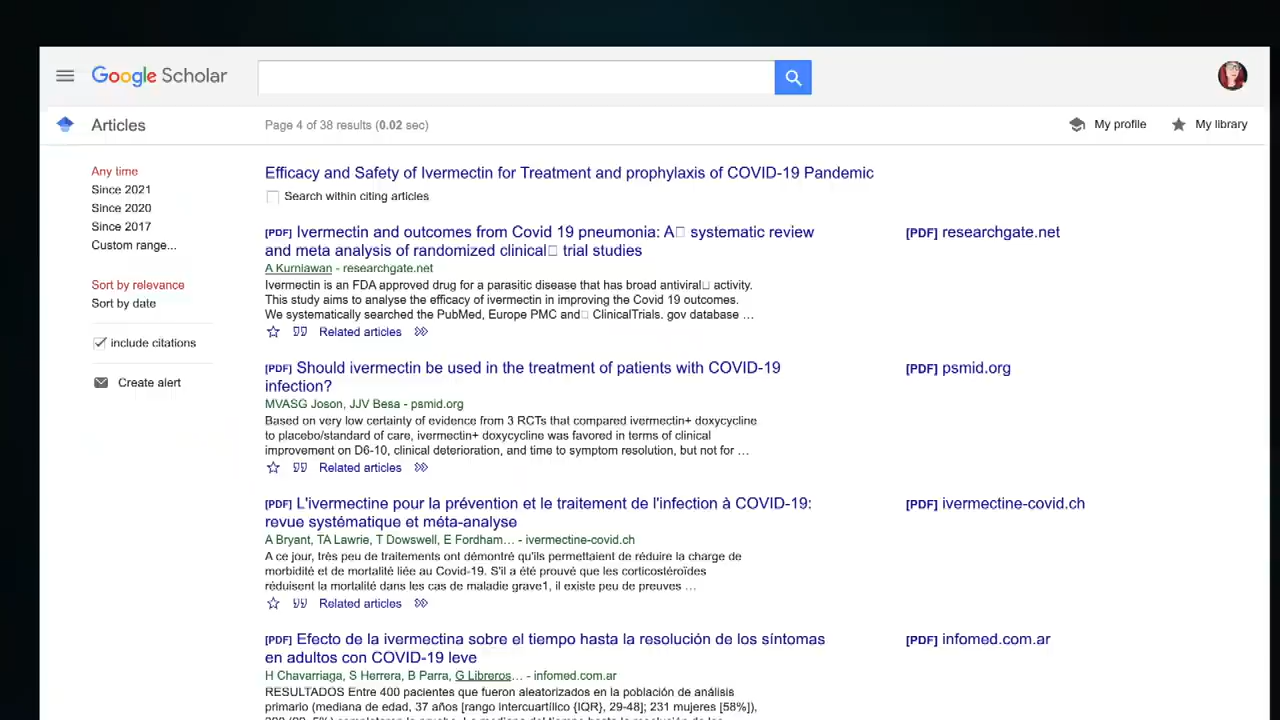 Google Scholar
Articles
Page 4 of 38 results (0.02 sec)
My profile
My library
Any time
Since 2021
Since 2020
Since 2017
Custom range...
Sort by relevance
Sort by date
include citations
Create alert
Efficacy and Safety of Ivermectin for Treatment and prophylaxis of COVID-19 Pandemic
Search within citing articles
[PDF] Ivermectin and outcomes from Covid 19 pneumonia: A□ systematic review
and meta analysis of randomized clinical□ trial studies
[PDF] researchgate.net
A Kurniawan - researchgate.net
Ivermectin is an FDA approved drug for a parasitic disease that has broad antiviral□ activity.
This study aims to analyse the efficacy of ivermectin in improving the Covid 19 outcomes.
We systematically searched the PubMed, Europe PMC and□ ClinicalTrials. gov database …
Related articles
[PDF] Should ivermectin be used in the treatment of patients with COVID-19
infection?
[PDF] psmid.org
MVASG Joson, JJV Besa - psmid.org
Based on very low certainty of evidence from 3 RCTs that compared ivermectin+ doxycycline
to placebo/standard of care, ivermectin+ doxycycline was favored in terms of clinical
improvement on D6-10, clinical deterioration, and time to symptom resolution, but not for …
Related articles
[PDF] L'ivermectine pour la prévention et le traitement de l'infection à COVID-19:
revue systématique et méta-analyse
[PDF] ivermectine-covid.ch
A Bryant, TA Lawrie, T Dowswell, E Fordham… - ivermectine-covid.ch
A ce jour, très peu de traitements ont démontré qu'ils permettaient de réduire la charge de
morbidité et de mortalité liée au Covid-19. S'il a été prouvé que les corticostéroïdes
réduisent la mortalité dans les cas de maladie grave1, il existe peu de preuves …
Related articles
[PDF] Efecto de la ivermectina sobre el tiempo hasta la resolución de los síntomas
en adultos con COVID-19 leve
[PDF] infomed.com.ar
H Chavarriaga, S Herrera, B Parra, G Libreros… - infomed.com.ar
RESULTADOS Entre 400 pacientes que fueron aleatorizados en la población de análisis
primario (mediana de edad, 37 años [rango intercuartílico {IQR}, 29-48]; 231 mujeres [58%]),